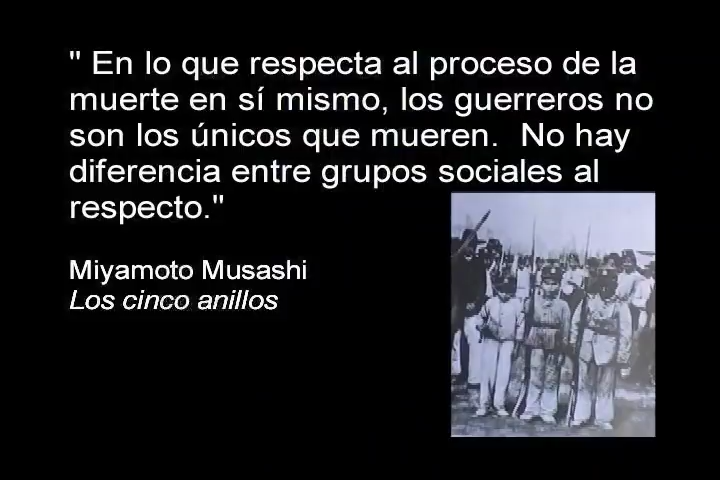 " En lo que respecta al proceso de la
muerte en sí mismo, los guerreros no
son los únicos que mueren.  No hay
diferencia entre grupos sociales al
respecto."
Miyamoto Musashi
Los cinco anillos